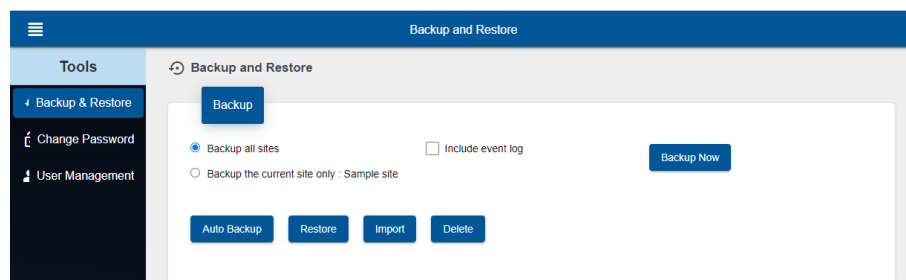 Backup and Restore
Tools
Backup and Restore
Backup & Restore
Backup
Change Password
Backup all sites
Include event log
Backup Now
User Management
Backup the current site only : Sample site
Auto Backup
Restore
Import
Delete